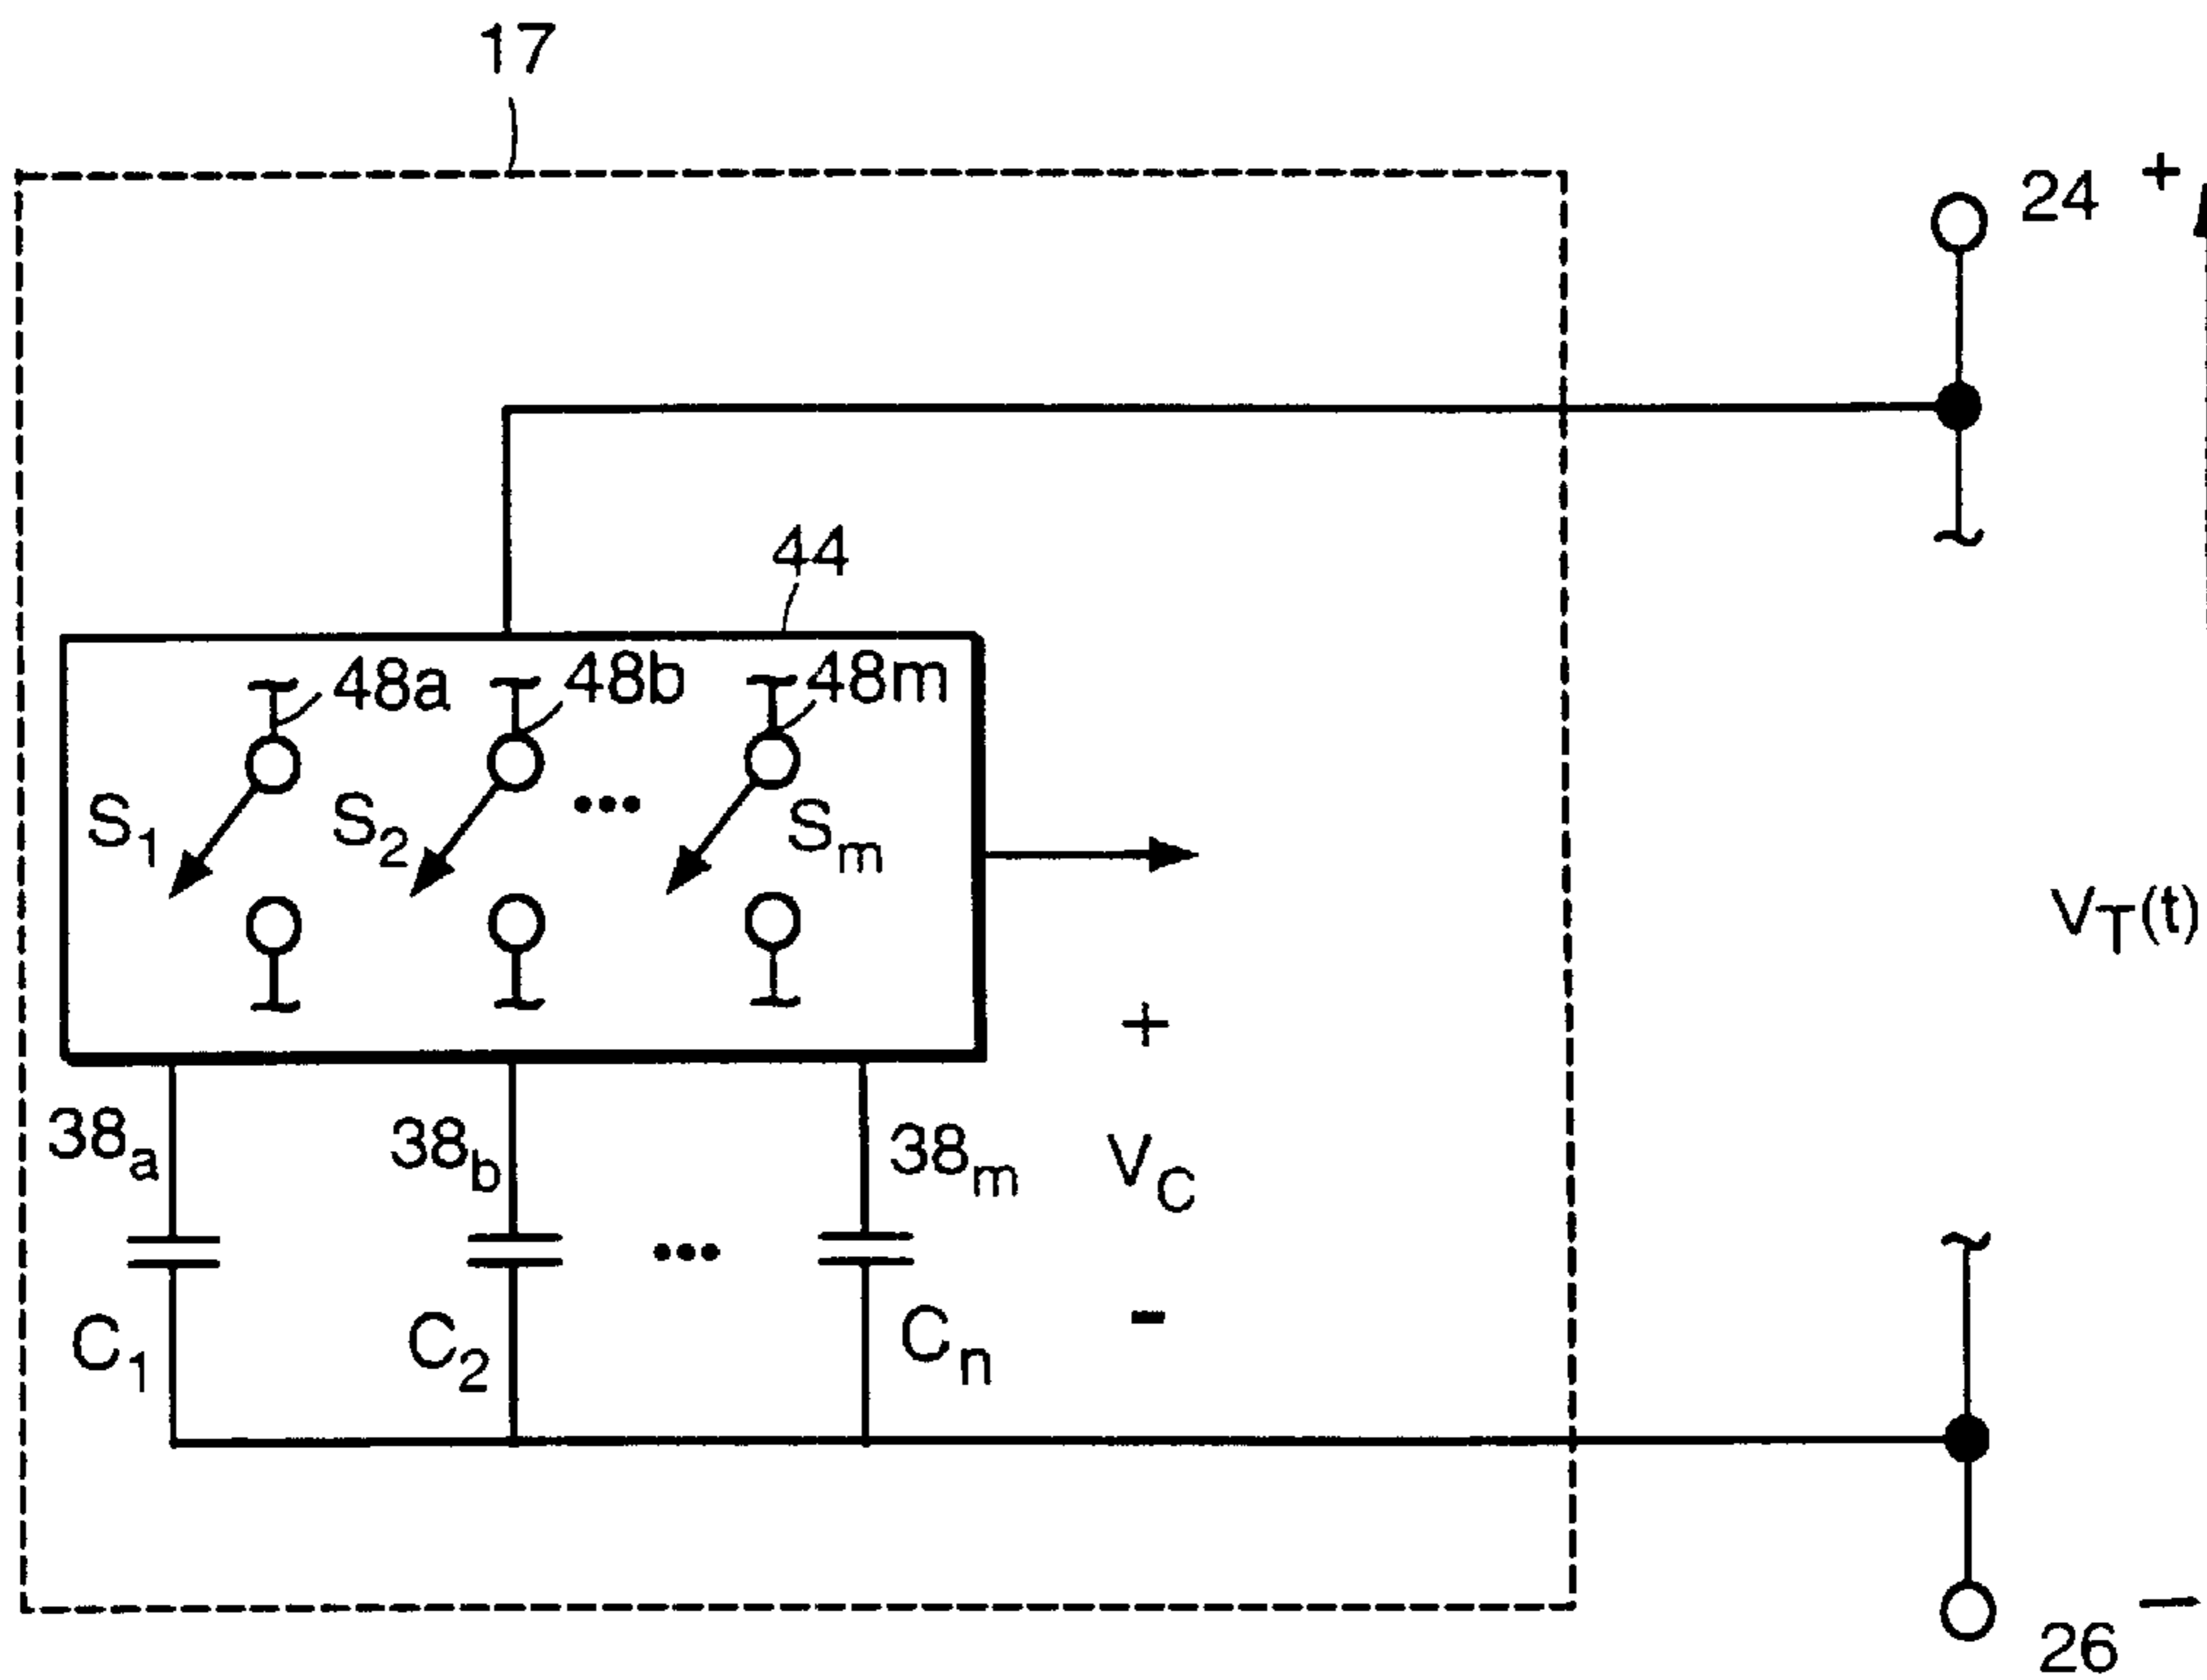 17
24 +
44
48a 48b 48m
S1 S2 ••• Sm
VT(t)
+
38a 38b 38m VC
•••
-
C1 C2 Cn
26 −